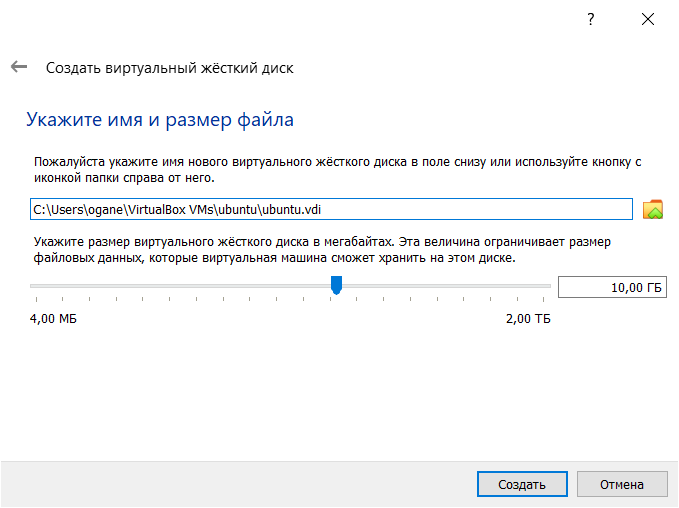 ?
Создать виртуальный жёсткий диск
Укажите имя и размер файла
Пожалуйста укажите имя нового виртуального жёсткого диска в поле снизу или используйте кнопку с
иконкой папки справа от него.
C:\Users\ogane\VirtualBox VMs\ubuntu\ubuntu.vdi
Укажите размер виртуального жёсткого диска в мегабайтах. Эта величина ограничивает размер
файловых данных, которые виртуальная машина сможет хранить на этом диске.
10,00 ГБ
4,00 МБ 2,00 ТБ
Создать Отмена